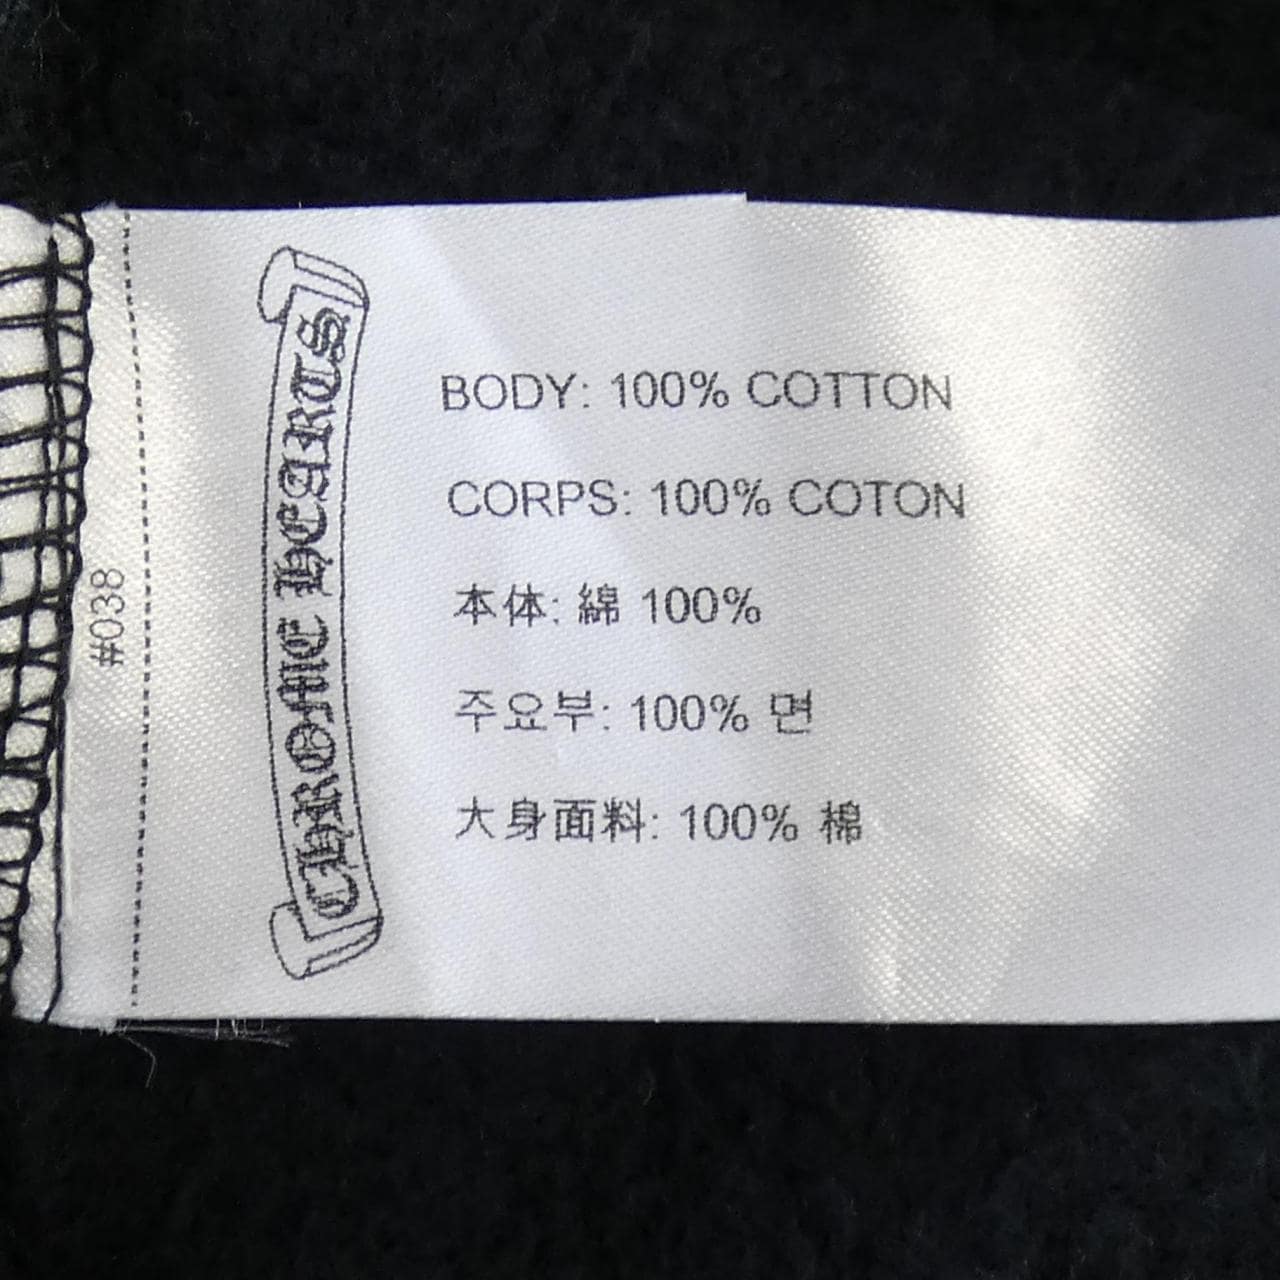 #038
CHROME HEARTS
BODY: 100% COTTON
CORPS: 100% COTON
本体: 綿 100%
주요부: 100% 면
大身面料: 100% 棉